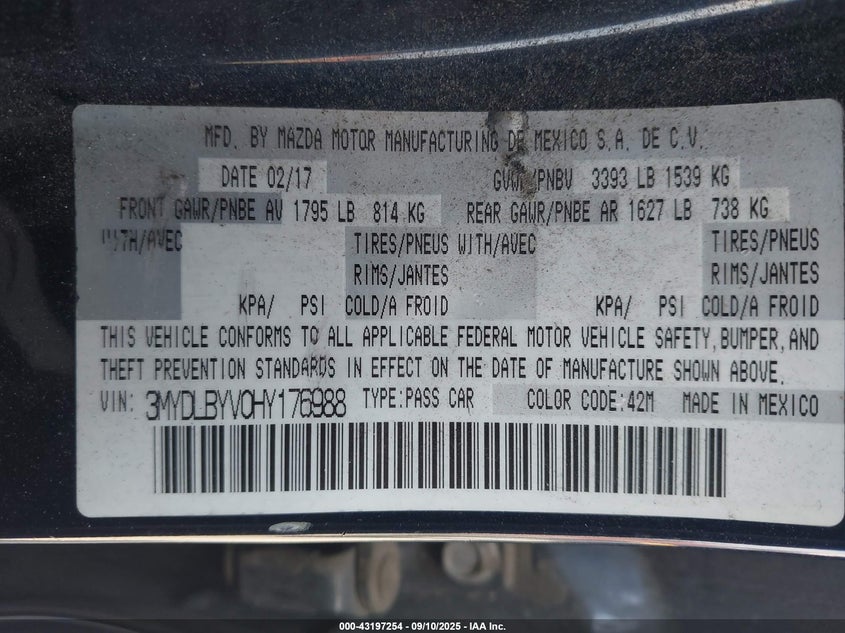 MFD. BY MAZDA MOTOR MANUFACTURING DE MEXICO S.A. DE C.V.
DATE 02/17 GVWR/PNBV 3393 LB 1539 KG
FRONT GAWR/PNBE AV 1795 LB 814 KG REAR GAWR/PNBE AR 1627 LB 738 KG
WITH/AVEC TIRES/PNEUS WITH/AVEC TIRES/PNEUS
RIMS/JANTES RIMS/JANTES
KPA/ PSI COLD/A FROID KPA/ PSI COLD/A FROID
THIS VEHICLE CONFORMS TO ALL APPLICABLE FEDERAL MOTOR VEHICLE SAFETY, BUMPER, AND
THEFT PREVENTION STANDARDS IN EFFECT ON THE DATE OF MANUFACTURE SHOWN ABOVE.
VIN: 3MYDLBYV0HY176988 TYPE:PASS CAR COLOR CODE:42M MADE IN MEXICO
000-43197254 - 09/10/2025 - IAA Inc.